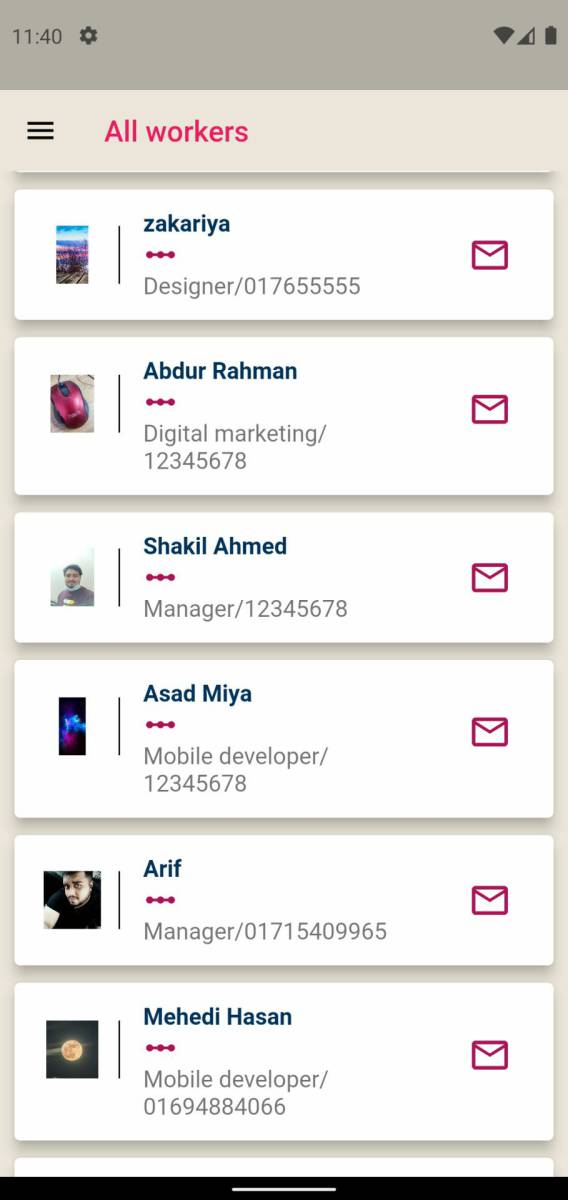 11:40
All workers
zakariya
Designer/017655555
Abdur Rahman
Digital marketing/
12345678
Shakil Ahmed
Manager/12345678
Asad Miya
Mobile developer/
12345678
Arif
Manager/01715409965
Mehedi Hasan
Mobile developer/
01694884066